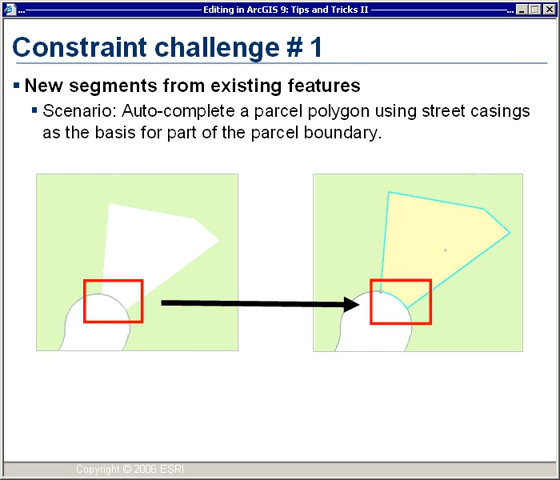 ... Editing in ArcGIS 9: Tips and Tricks II ...
Constraint challenge # 1
New segments from existing features
Scenario: Auto-complete a parcel polygon using street casings
as the basis for part of the parcel boundary.
Copyright © 2006 ESRI